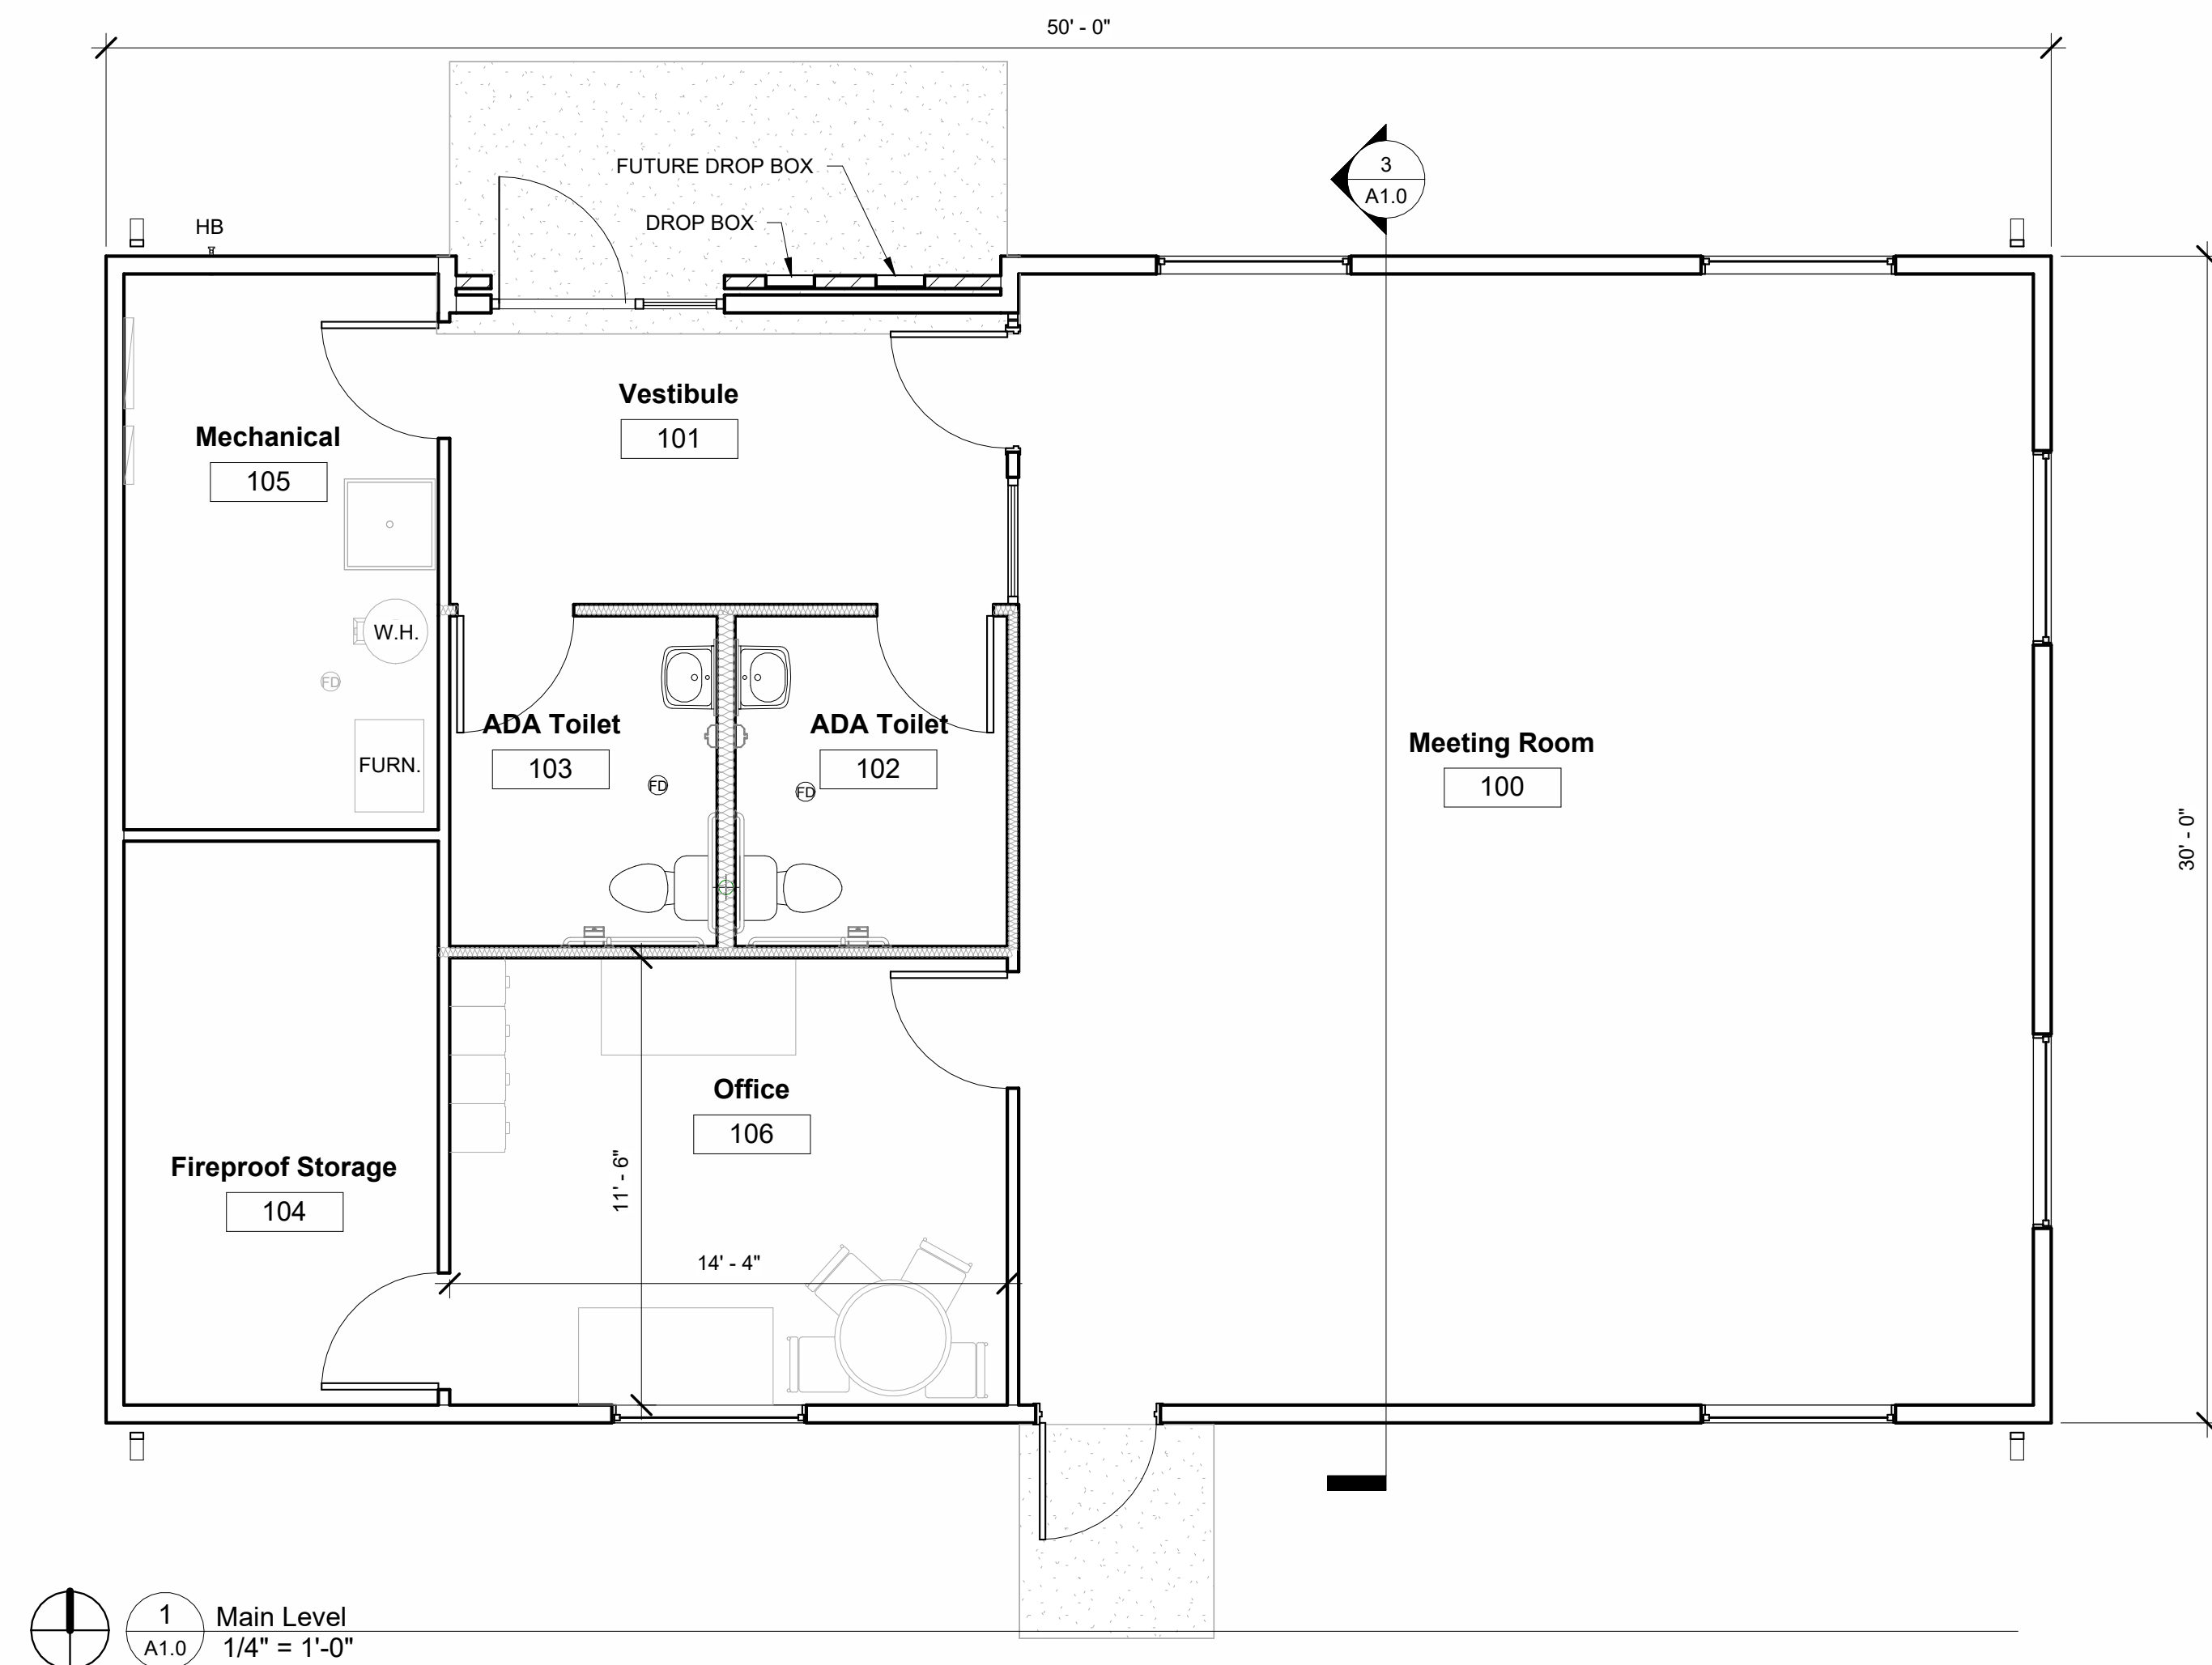 50' - 0"
FUTURE DROP BOX
DROP BOX
3
A1.0
HB
Vestibule
101
Mechanical
105
W.H.
FD
FURN.
ADA Toilet
103
FD
ADA Toilet
102
FD
Meeting Room
100
30' - 0"
Office
106
11' - 6"
Fireproof Storage
104
14' - 4"
1
A1.0
Main Level
1/4" = 1'-0"